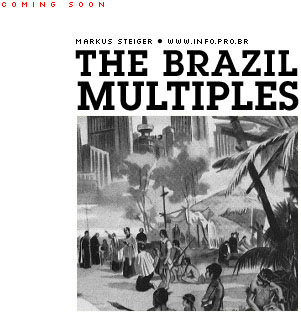 COMING SOON
MARKUS STEIGER ● WWW.INFO.PRO.BR
THE BRAZIL
MULTIPLES